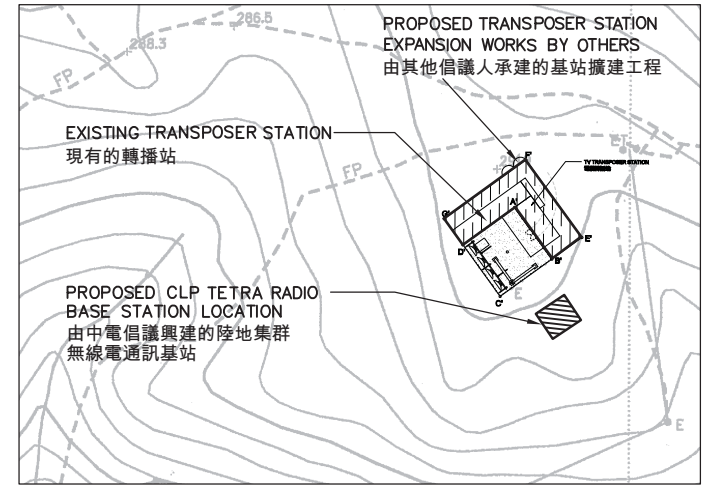 PROPOSED TRANSPOSER STATION
EXPANSION WORKS BY OTHERS
由其他倡議人承建的基站擴建工程
286.5
288.3
FP
EXISTING TRANSPOSER STATION
現有的轉播站
FP
TV TRANSPOSER STATION
F'
A'
G'
D'
B'
E'
C'
E
PROPOSED CLP TETRA RADIO
BASE STATION LOCATION
由中電倡議興建的陸地集群
無線電通訊基站
E